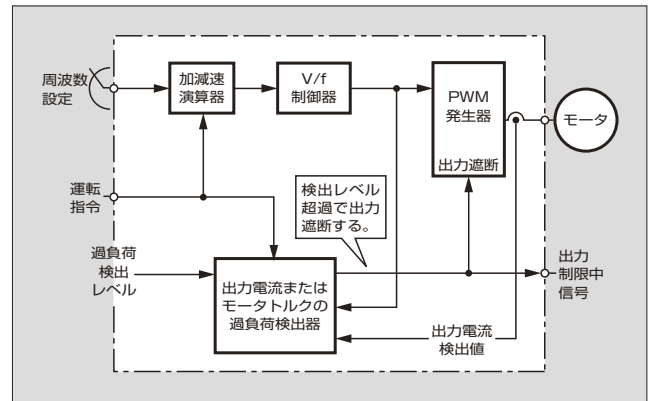 周波数
設定
加減速
演算器
V/f
制御器
PWM
発生器
出力遮断
モータ
運転
指令
検出レベル
超過で出力
遮断する。
過負荷
検出
レベル
出力電流または
モータトルクの
過負荷検出器
出力
制限中
信号
出力電流
検出値